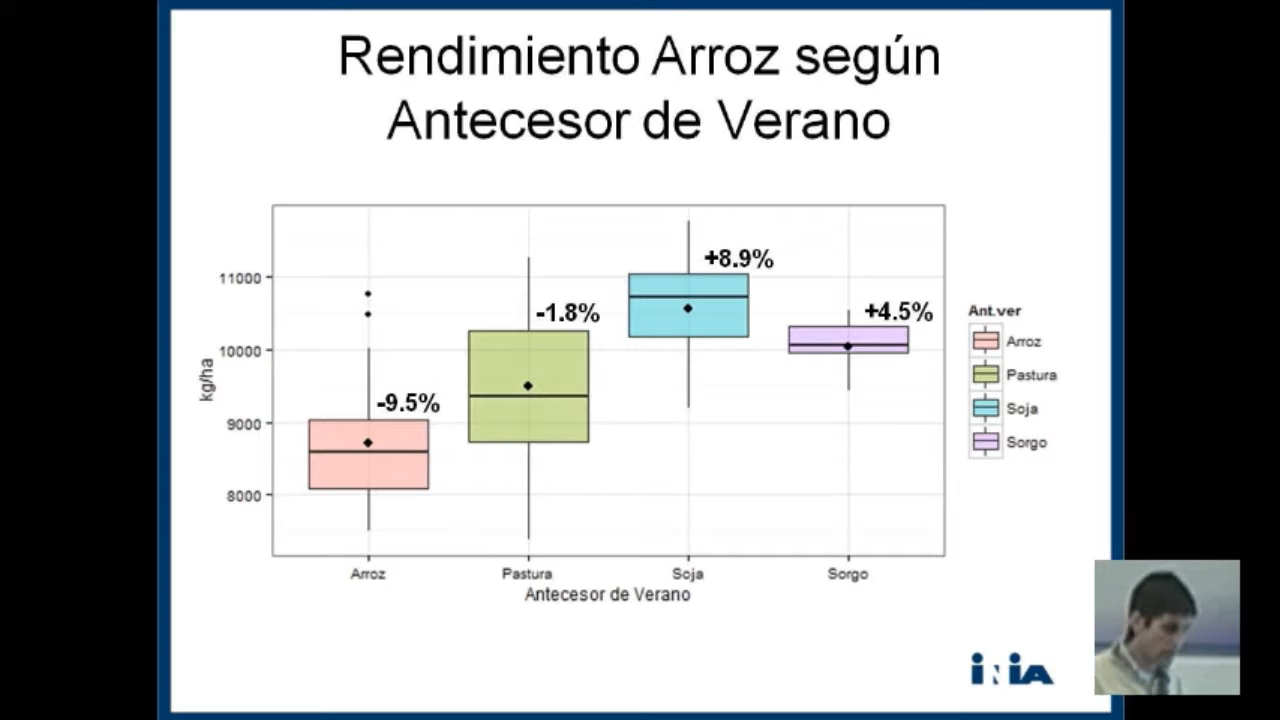 Rendimiento Arroz según
Antecesor de Verano
kg/ha
11000
10000
9000
8000
-9.5%
-1.8%
+8.9%
+4.5%
Arroz
Pastura
Soja
Sorgo
Antecesor de Verano
Ant.ver
Arroz
Pastura
Soja
Sorgo
iNiA